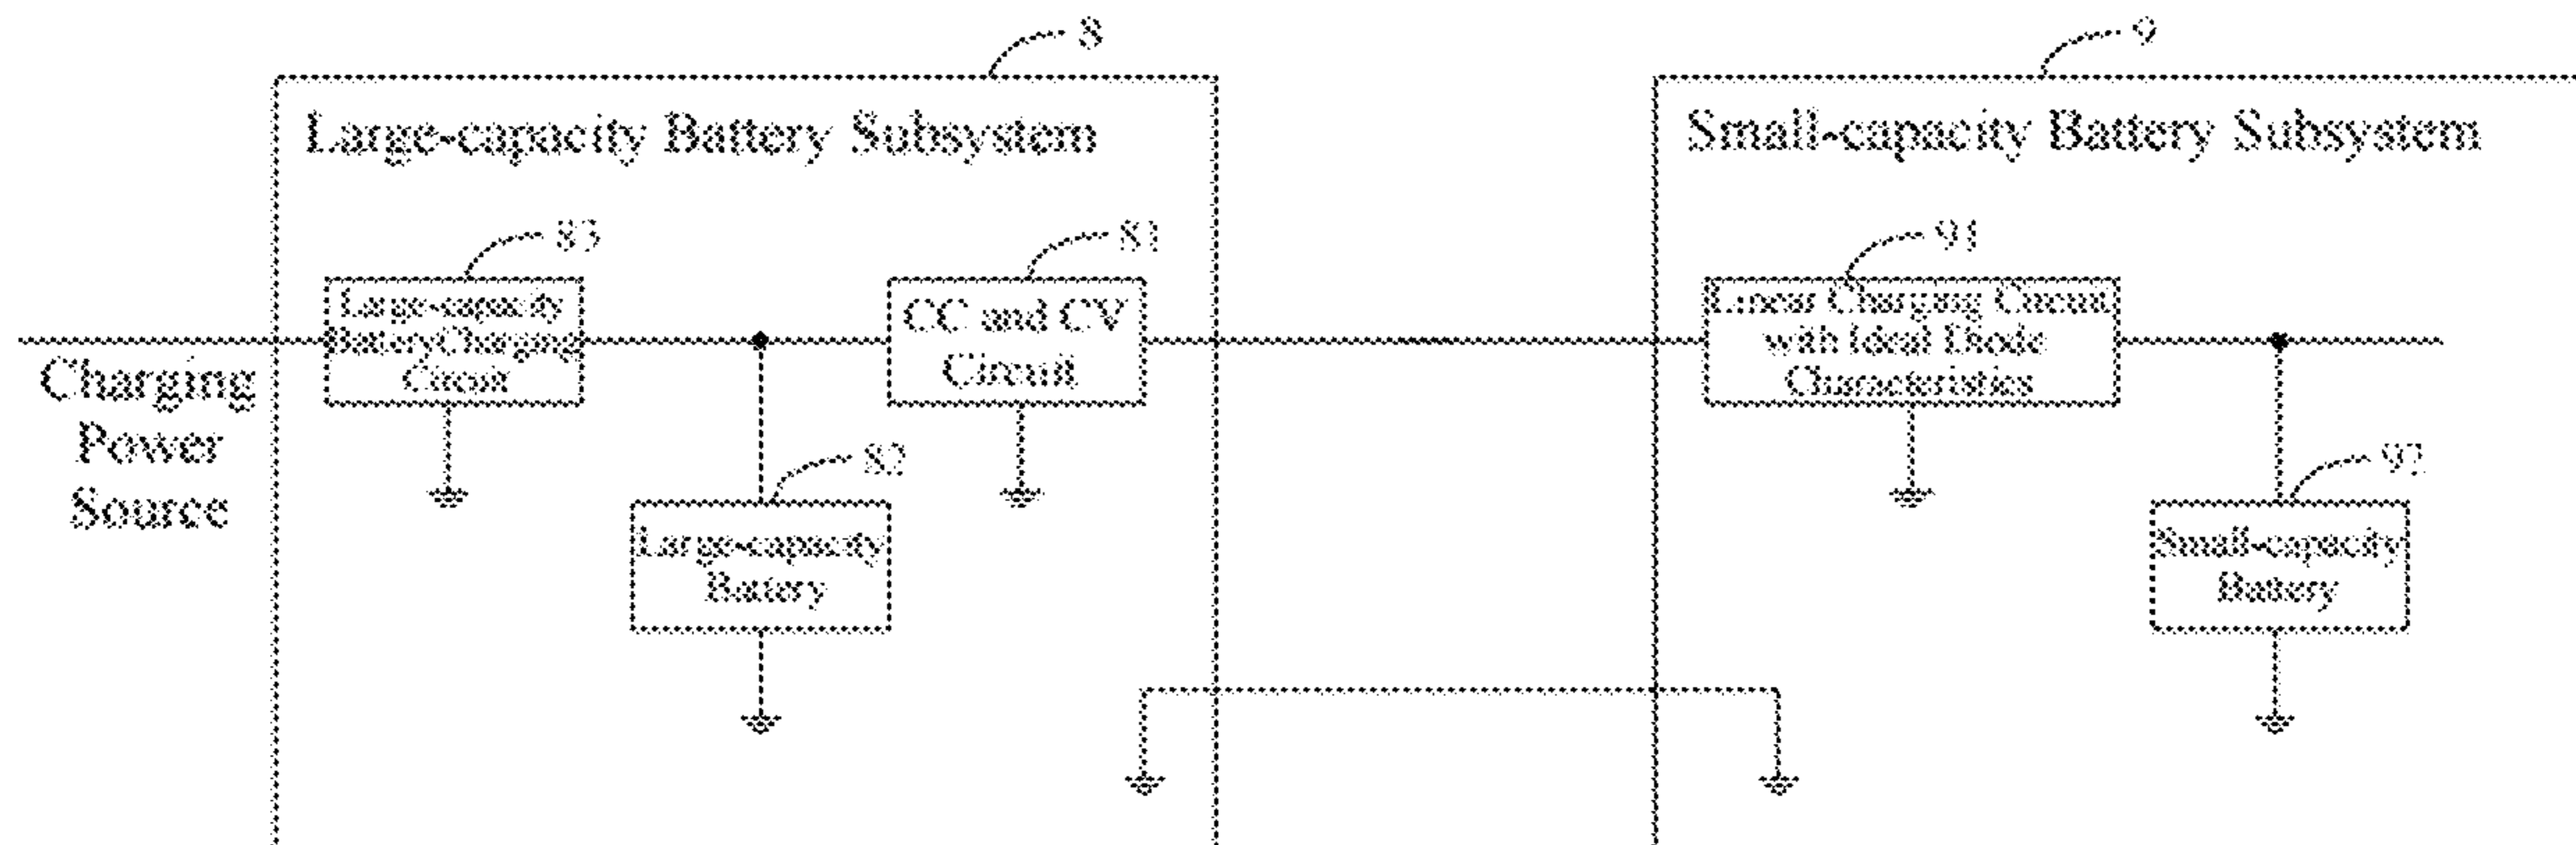 8
9
Large-capacity Battery Subsystem
Small-capacity Battery Subsystem
83
81
91
Large-capacity
Battery Charging
Circuit
CC and CV
Circuit
Linear Charging Circuit
with Ideal Diode
Characteristics
Charging
Power
Source
82
92
Large-capacity
Battery
Small-capacity
Battery